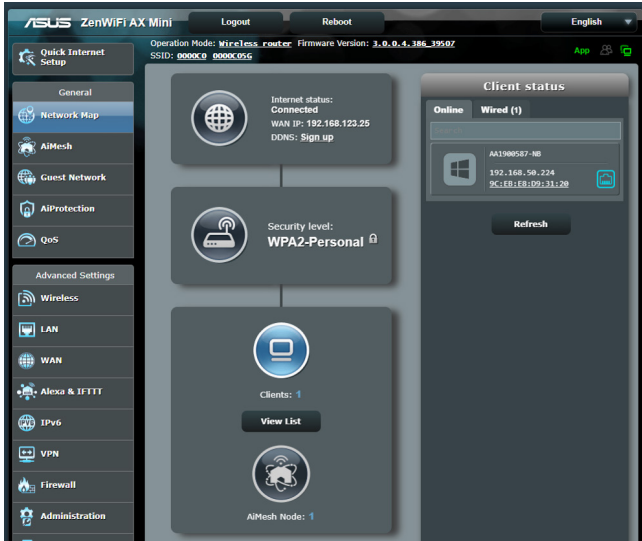 ASUS ZenWiFi AX Mini
Logout
Reboot
English
Operation Mode: Wireless router Firmware Version: 3.0.0.4.386_39507
SSID: 0000C0 0000C05G
App
Quick Internet
Setup
General
Network Map
AiMesh
Guest Network
AiProtection
QoS
Advanced Settings
Wireless
LAN
WAN
Alexa & IFTTT
IPv6
VPN
Firewall
Administration
Internet status:
Connected
WAN IP: 192.168.123.25
DDNS: Sign up
Security level:
WPA2-Personal
Clients: 1
View List
AiMesh Node: 1
Client status
Online
Wired (1)
AA1900587-NB
192.168.50.224
9C:EB:E8:D9:31:20
Refresh